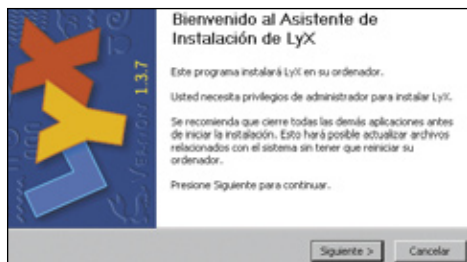 Bienvenido al Asistente de
Instalación de LyX
Este programa instalará LyX en su ordenador.
Usted necesita privilegios de administrador para instalar LyX.
Se recomienda que cierre todas las demás aplicaciones antes
de iniciar la instalación. Esto hará posible actualizar archivos
relacionados con el sistema sin tener que reiniciar su
ordenador.
Presione Siguiente para continuar.
LYX
VERSION 1.3.7
Siguiente >
Cancelar